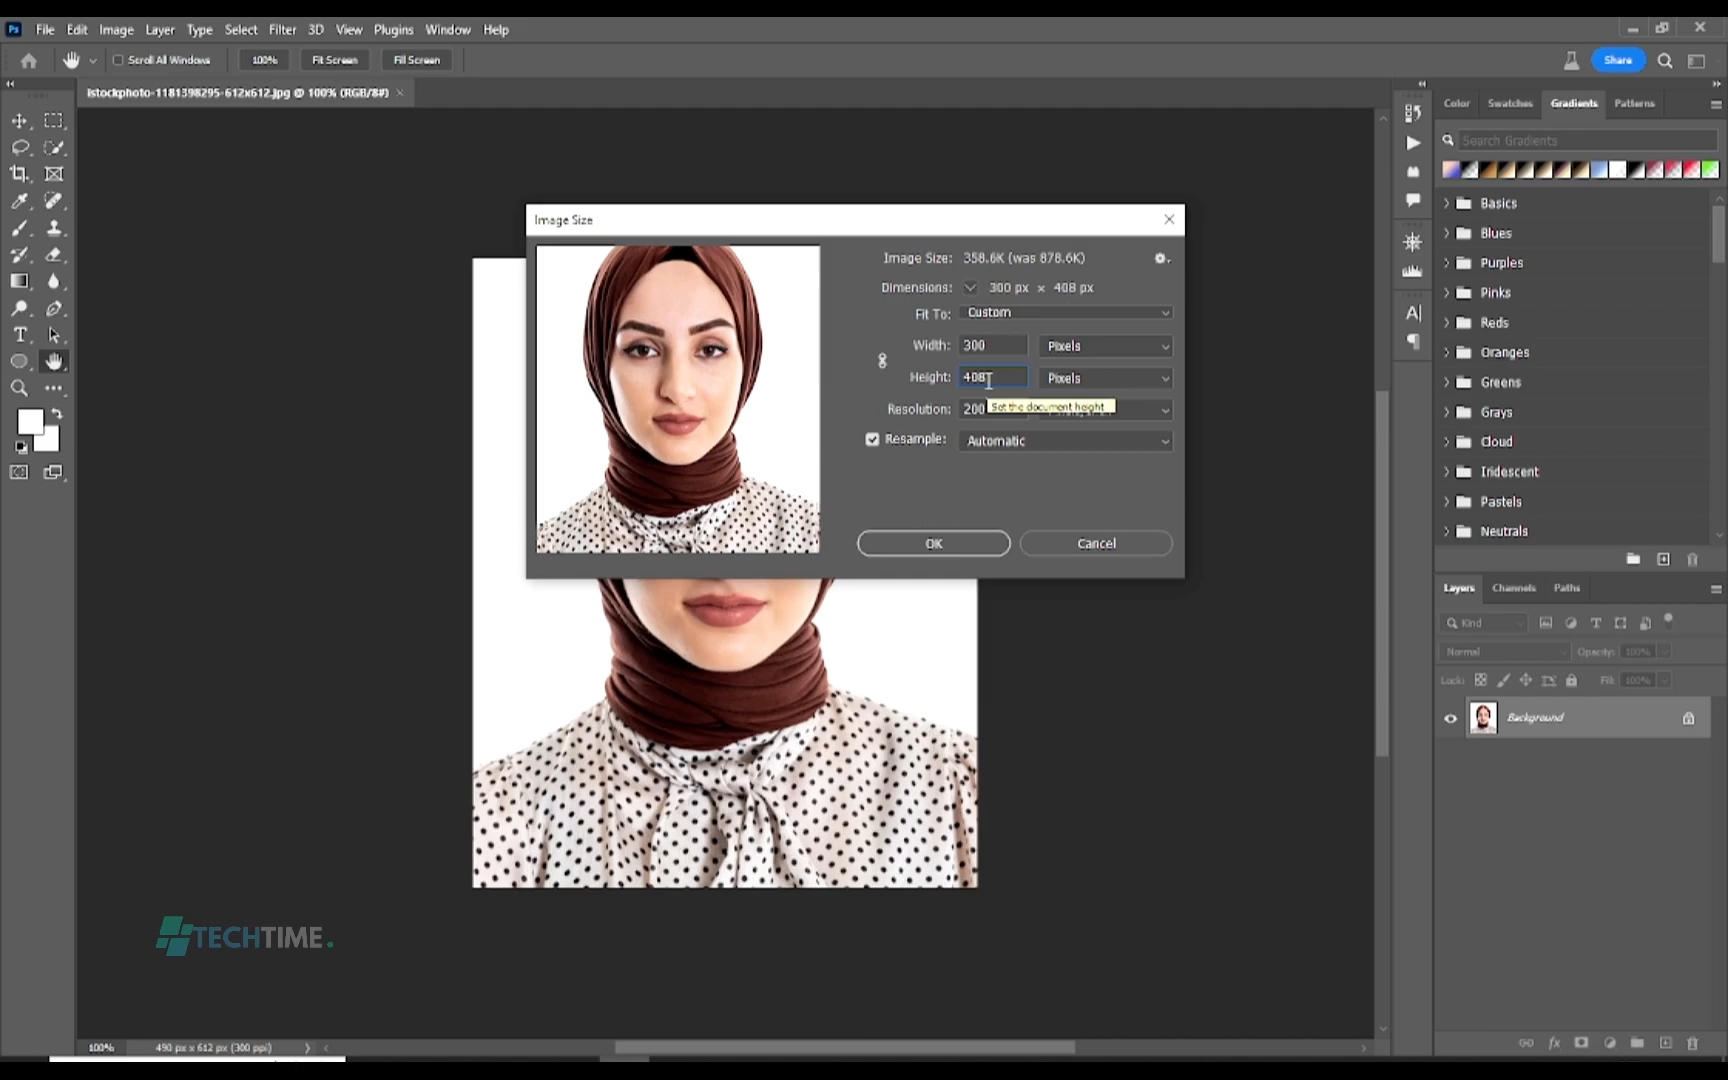 Ps File Edit Image Layer Type Select Filter 3D View Plugins Window Help
Scroll All Windows 100% Fit Screen Fill Screen Share
istockphoto-1181398295-612x612.jpg @ 100% (RGB/8#) ×
Color Swatches Gradients Patterns
Search Gradients
Basics
Blues
Purples
Pinks
Reds
Oranges
Greens
Grays
Cloud
Iridescent
Pastels
Neutrals
Image Size
Image Size: 358.6K (was 878.6K)
Dimensions: 300 px × 408 px
Fit To: Custom
Width: 300 Pixels
Height: 408 Pixels
Resolution: 200
Set the document height
Resample: Automatic
OK Cancel
Layers Channels Paths
Kind
Normal Opacity: 100%
Lock: Fill: 100%
Background
TECHTIME.
100% 490 px x 612 px (300 ppi)